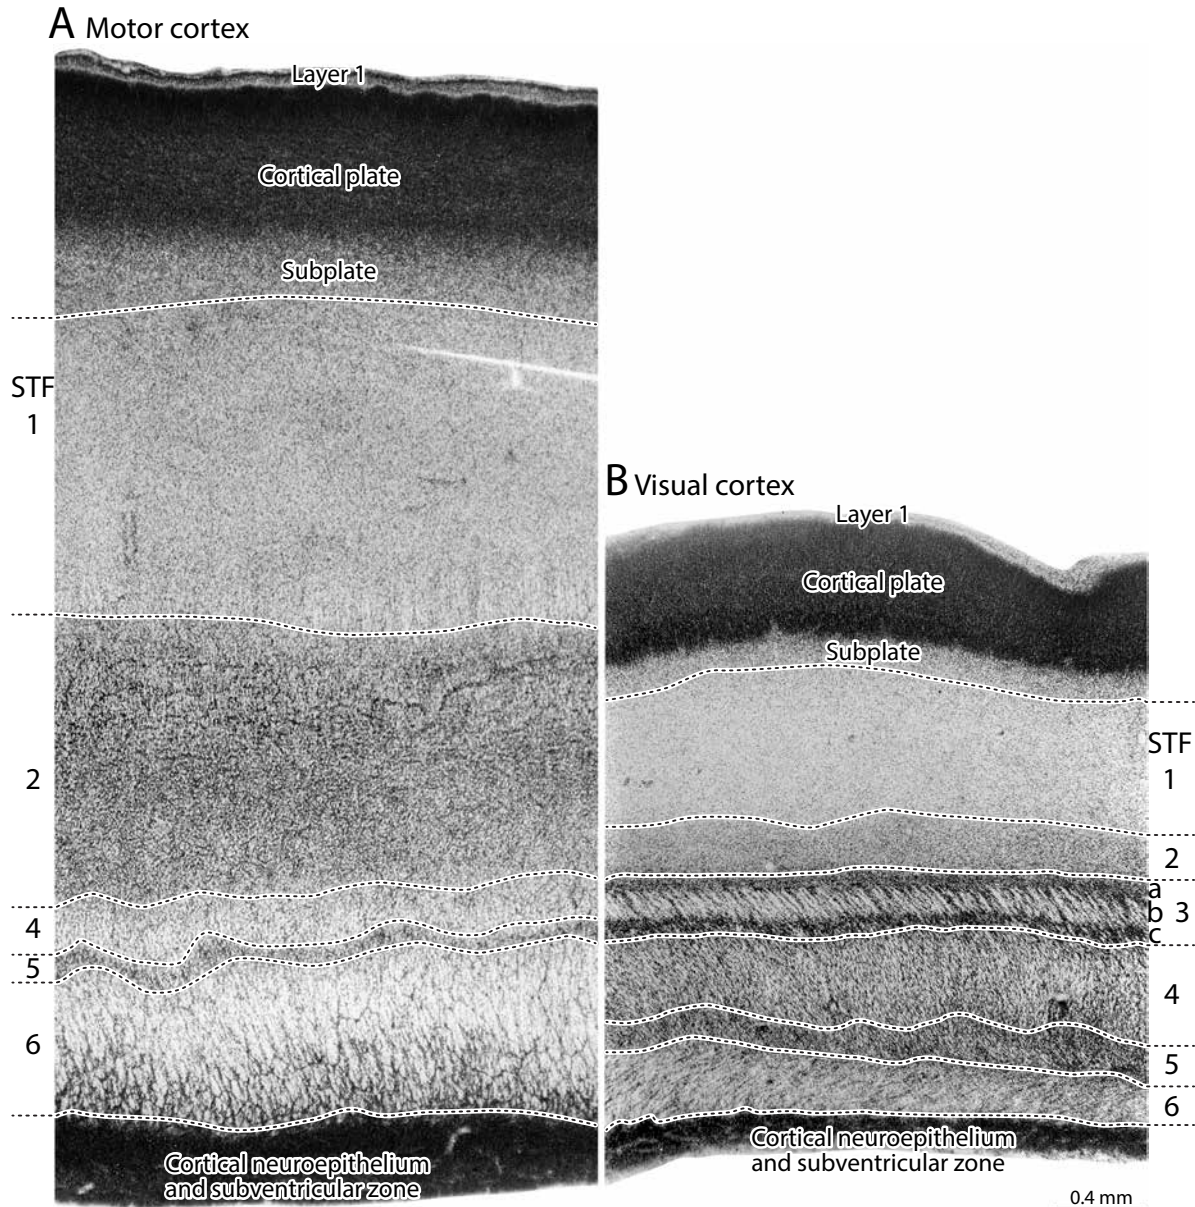 A Motor cortex
Layer 1
Cortical plate
Subplate
STF
1
2
4
5
6
Cortical neuroepithelium
and subventricular zone
B Visual cortex
Layer 1
Cortical plate
Subplate
STF
1
2
a
b 3
c
4
5
6
Cortical neuroepithelium
and subventricular zone
0.4 mm